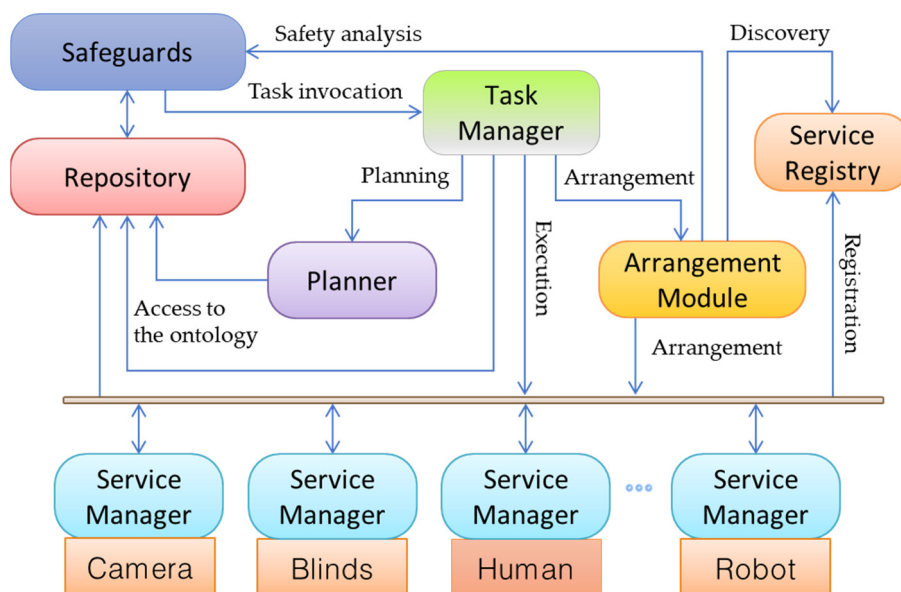 Safeguards
Safety analysis
Discovery
Task invocation
Task
Manager
Service
Registry
Repository
Planning
Arrangement
Planner
Execution
Arrangement
Module
Registration
Access to
the ontology
Arrangement
Service
Manager
Service
Manager
Service
Manager
Service
Manager
Camera
Blinds
Human
Robot